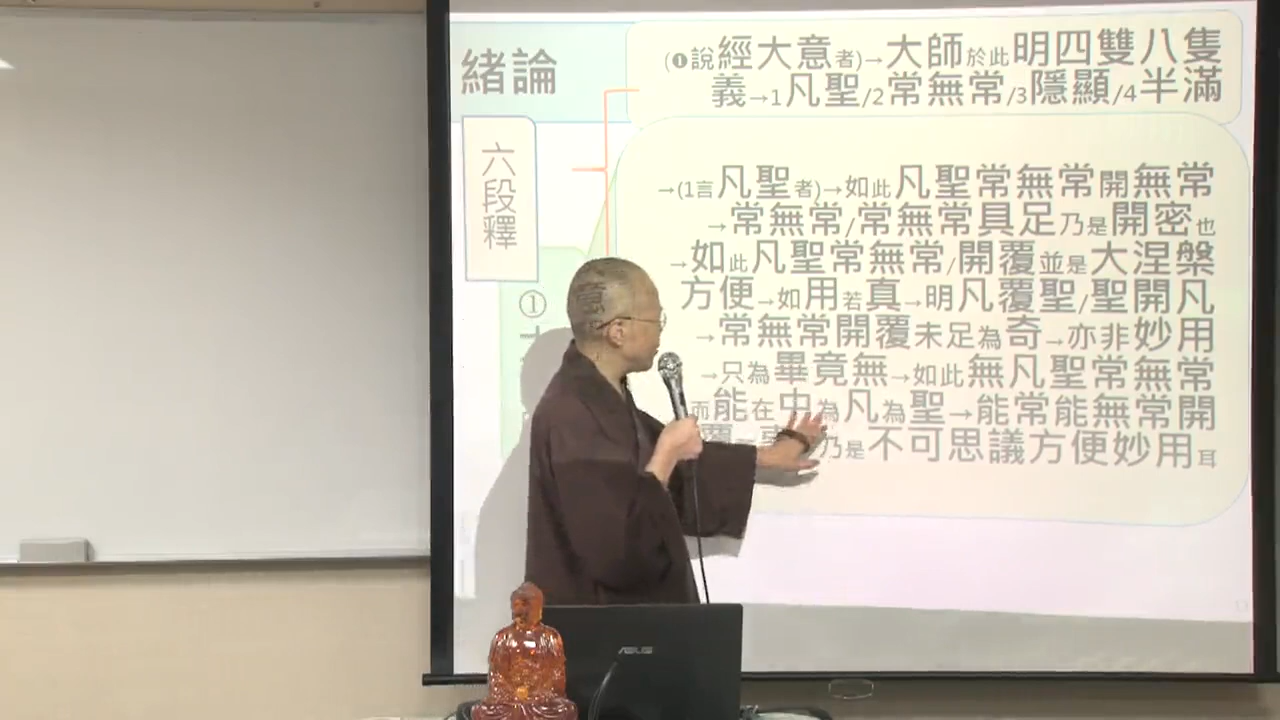 緒論
(❶說經大意者)→大師於此明四雙八隻
義→1凡聖/2常無常/3隱顯/4半滿
六段釋
①
→(1言凡聖者)→如此凡聖常無常開無常
→常無常/常無常具足乃是開密也
→如此凡聖常無常/開覆並是大涅槃
方便→如用若真→明凡覆聖/聖開凡
→常無常開覆未足為奇→亦非妙用
→只為畢竟無→如此無凡聖常無常
而能在中為凡為聖→能常能無常開
乃是不可思議方便妙用耳
ASUS